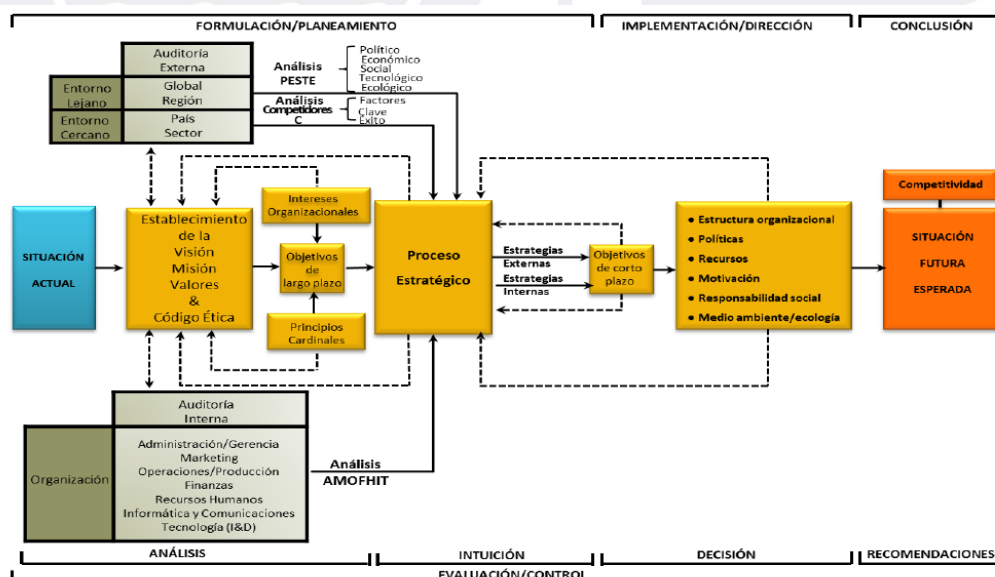 FORMULACIÓN/PLANEAMIENTO
IMPLEMENTACIÓN/DIRECCIÓN
CONCLUSIÓN
Auditoría
Externa
Entorno
Lejano
Global
Región
Entorno
Cercano
País
Sector
Análisis
PESTE
Político
Económico
Social
Tecnológico
Ecológico
Análisis
Competidores
C
Factores
Clave
Éxito
SITUACIÓN
ACTUAL
Establecimiento
de la
Visión
Misión
Valores
&
Código Ética
Intereses
Organizacionales
Objetivos
de
largo plazo
Principios
Cardinales
Proceso
Estratégico
Estrategias
Externas
Estrategias
Internas
Objetivos
de corto
plazo
• Estructura organizacional
• Políticas
• Recursos
• Motivación
• Responsabilidad social
• Medio ambiente/ecología
Competitividad
SITUACIÓN
FUTURA
ESPERADA
Auditoría
Interna
Organización
Administración/Gerencia
Marketing
Operaciones/Producción
Finanzas
Recursos Humanos
Informática y Comunicaciones
Tecnología (I&D)
Análisis
AMOFHIT
ANÁLISIS
INTUICIÓN
DECISIÓN
RECOMENDACIONES
EVALUACIÓN/CONTROL